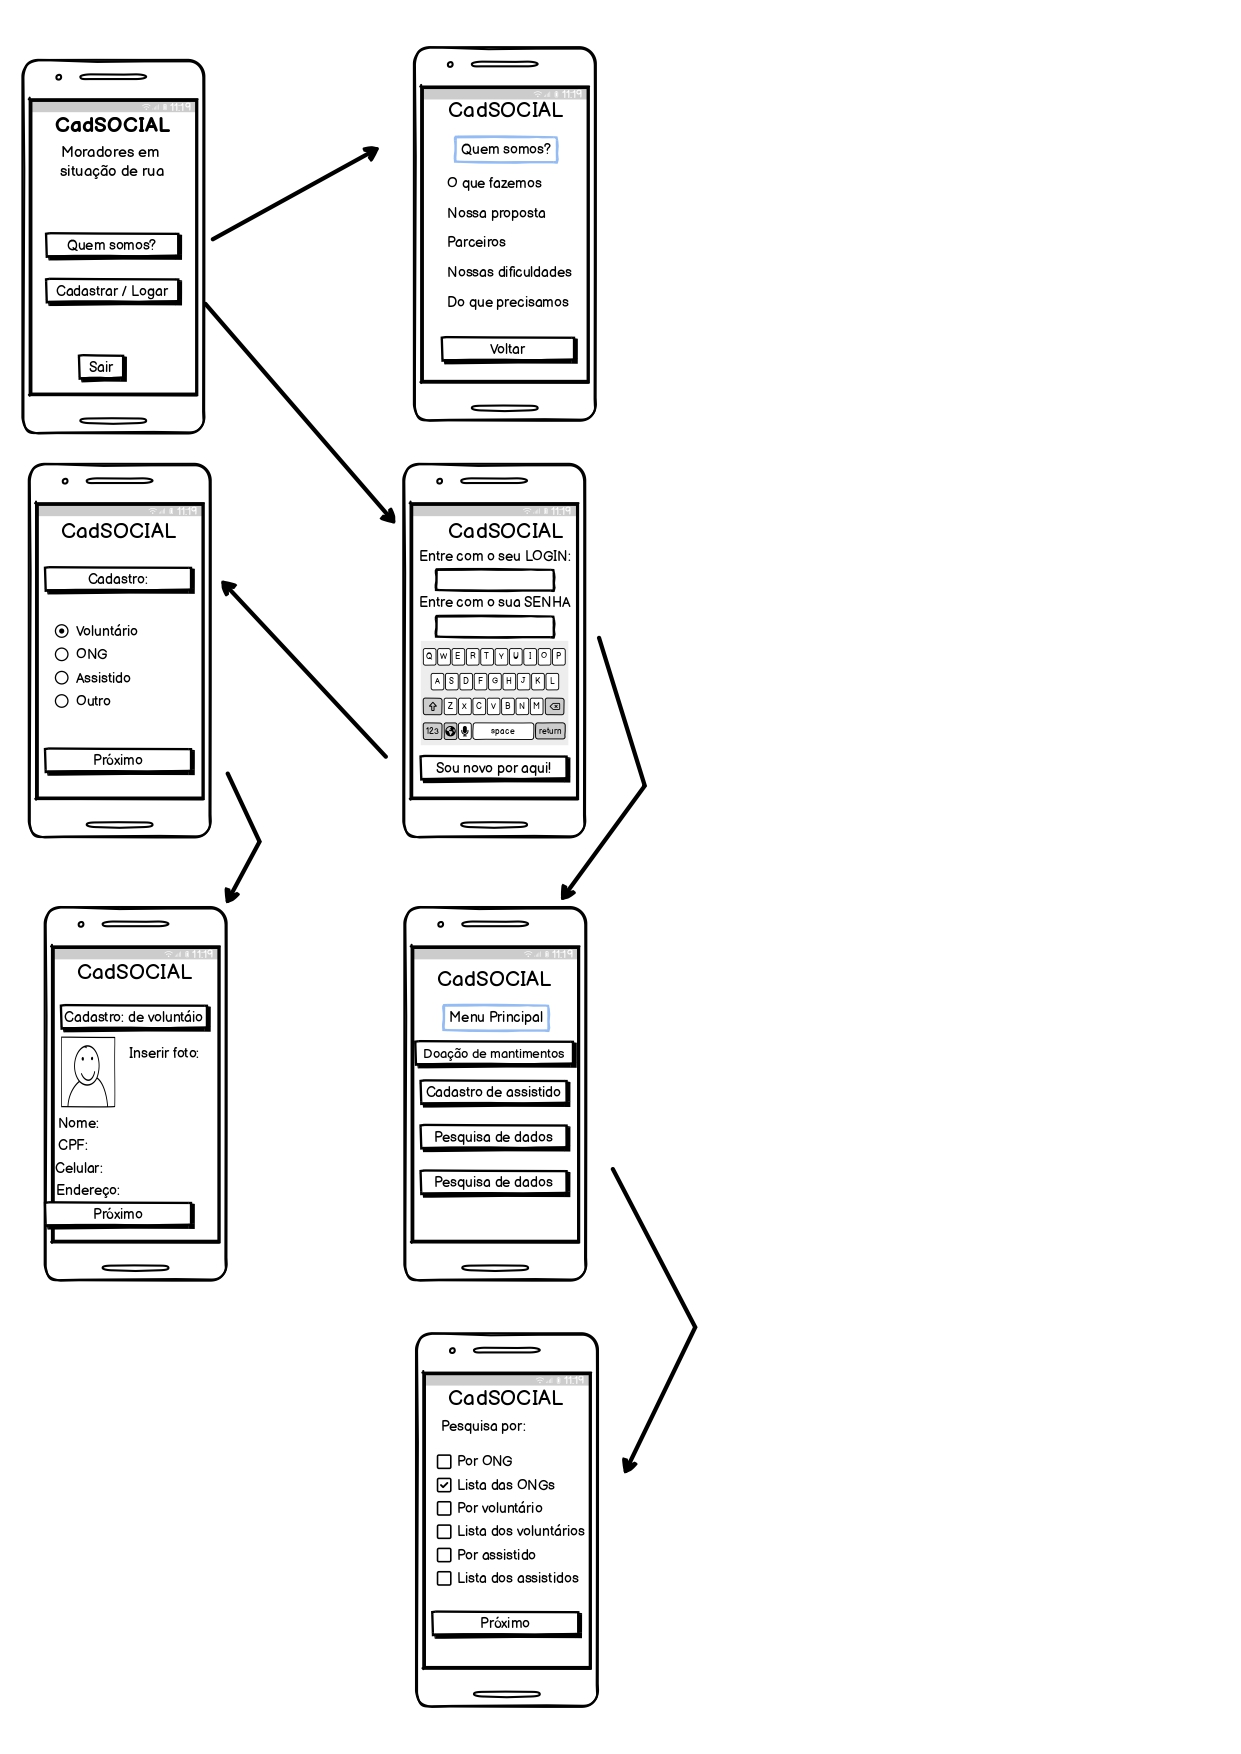 11:19
CadSOCIAL
Moradores em
situação de rua
Quem somos?
Cadastrar / Logar
Sair
11:19
CadSOCIAL
Quem somos?
O que fazemos
Nossa proposta
Parceiros
Nossas dificuldades
Do que precisamos
Voltar
11:19
CadSOCIAL
Cadastro:
Voluntário
ONG
Assistido
Outro
Próximo
11:19
CadSOCIAL
Entre com o seu LOGIN:
Entre com o sua SENHA
Q W E R T Y U I O P
A S D F G H J K L
Z X C V B N M
123 space return
Sou novo por aqui!
11:19
CadSOCIAL
Cadastro: de voluntáio
Inserir foto:
Nome:
CPF:
Celular:
Endereço:
Próximo
11:19
CadSOCIAL
Menu Principal
Doação de mantimentos
Cadastro de assistido
Pesquisa de dados
Pesquisa de dados
11:19
CadSOCIAL
Pesquisa por:
Por ONG
Lista das ONGs
Por voluntário
Lista dos voluntários
Por assistido
Lista dos assistidos
Próximo